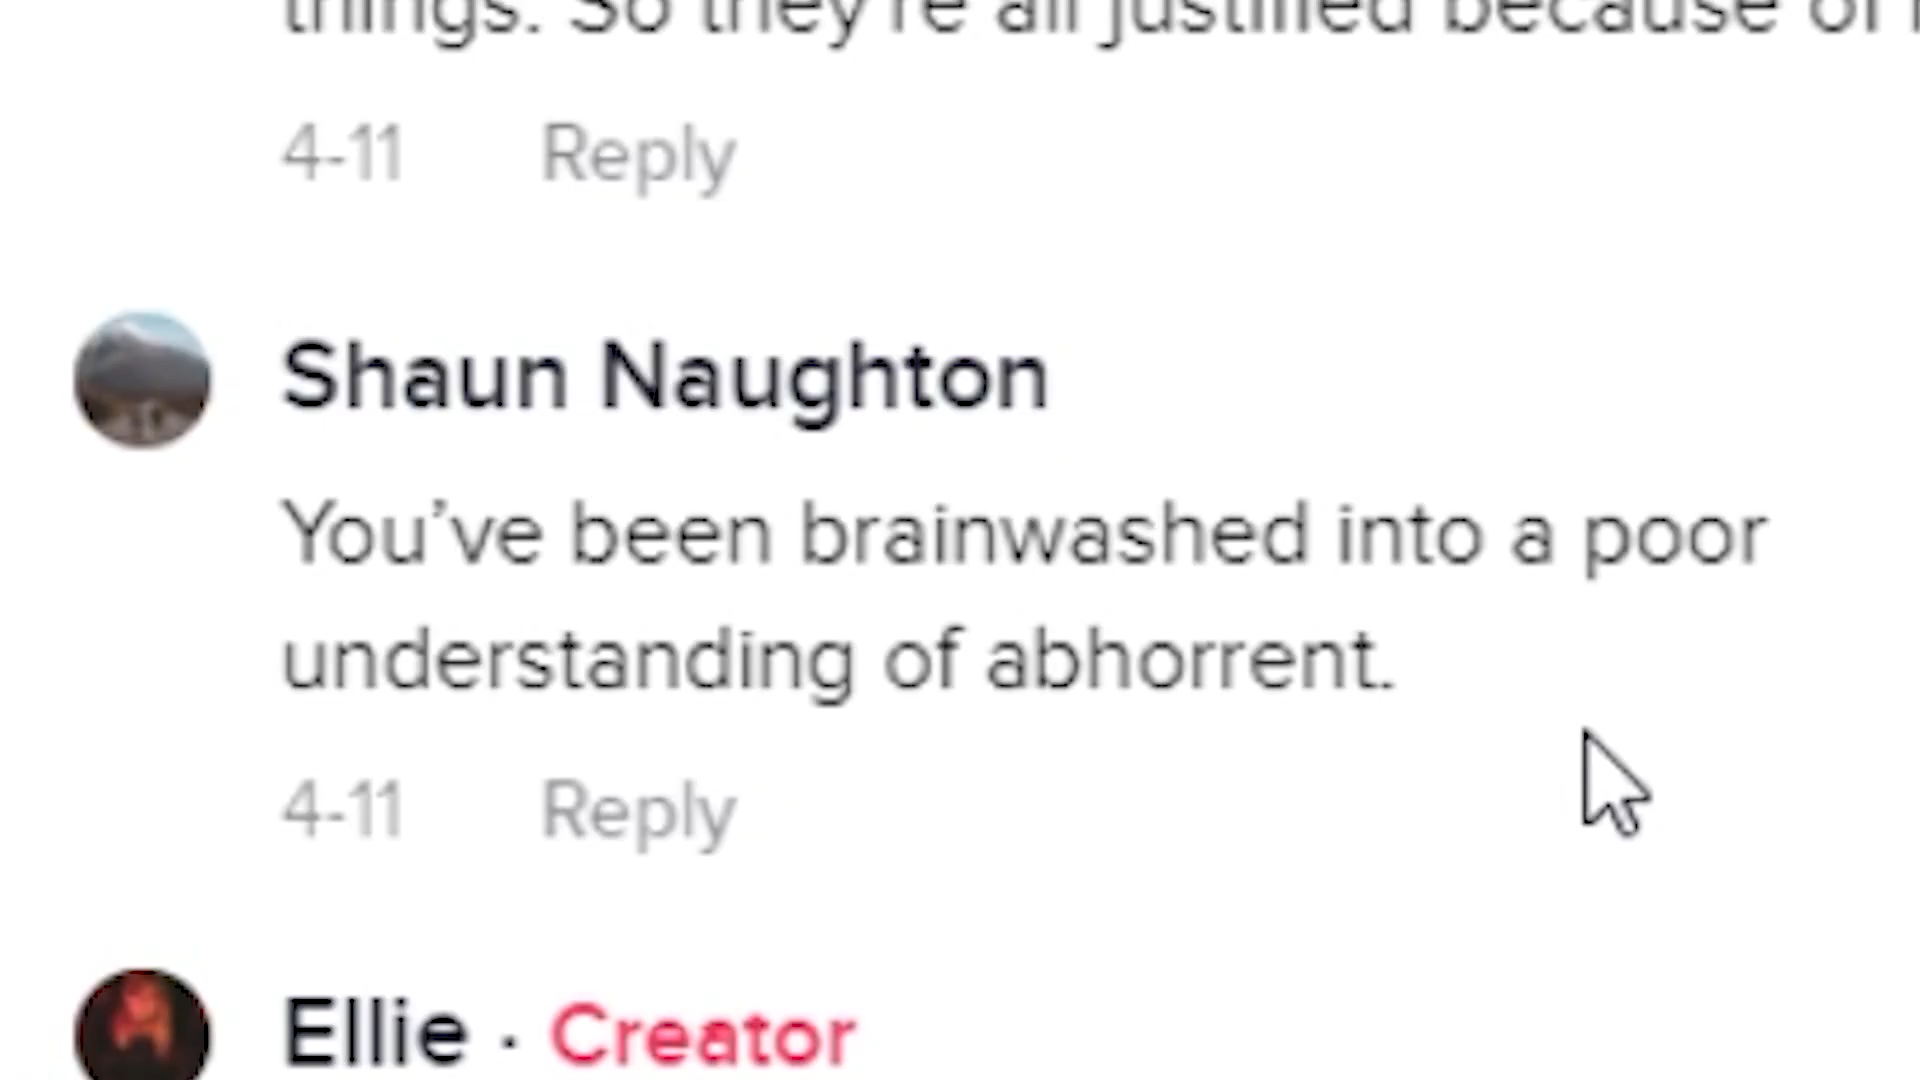 things. So they're all justified because of
4-11 Reply
Shaun Naughton
You've been brainwashed into a poor
understanding of abhorrent.
4-11 Reply
Ellie · Creator